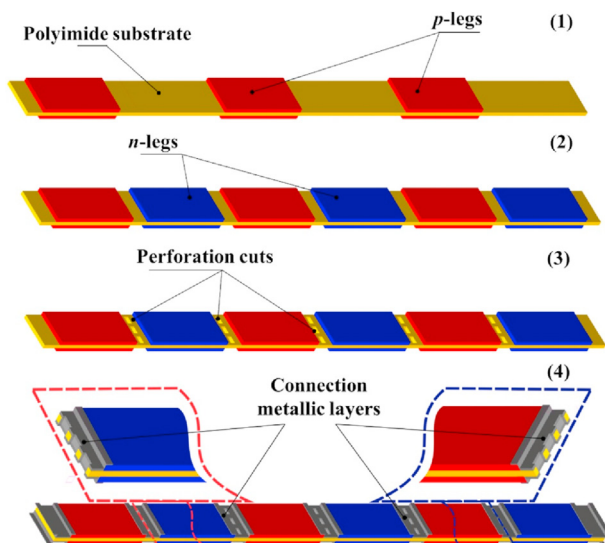 (1)
p-legs
Polyimide substrate
(2)
n-legs
(3)
Perforation cuts
(4)
Connection
metallic layers